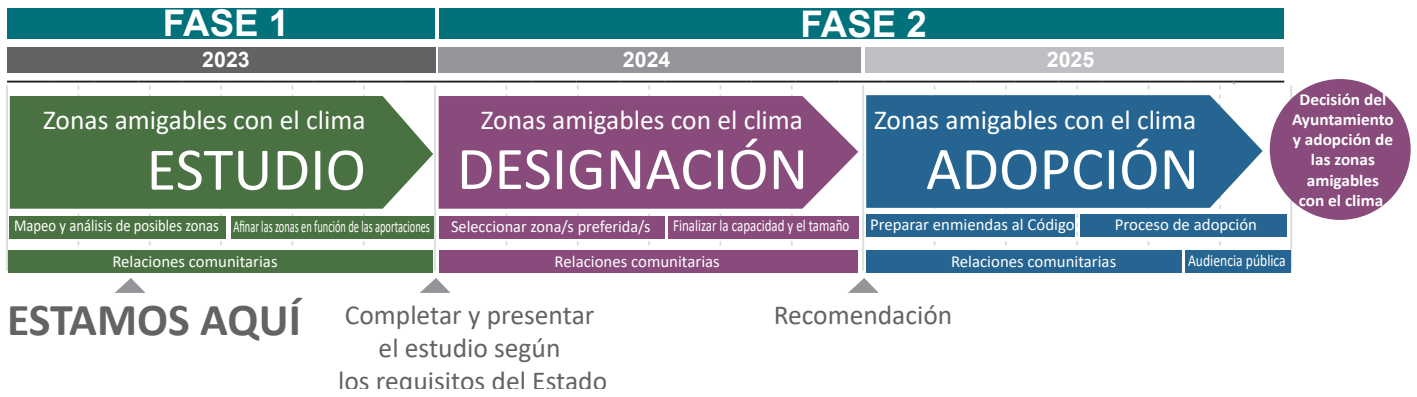 FASE 1
FASE 2
2023
2024
2025
Zonas amigables con el clima
ESTUDIO
Zonas amigables con el clima
DESIGNACIÓN
Zonas amigables con el clima
ADOPCIÓN
Decisión del
Ayuntamiento
y adopción de
las zonas
amigables
con el clima
Mapeo y análisis de posibles zonas
Afinar las zonas en función de las aportaciones
Seleccionar zona/s preferida/s
Finalizar la capacidad y el tamaño
Preparar enmiendas al Código
Proceso de adopción
Relaciones comunitarias
Relaciones comunitarias
Relaciones comunitarias
Audiencia pública
ESTAMOS AQUÍ
Completar y presentar
el estudio según
los requisitos del Estado
Recomendación